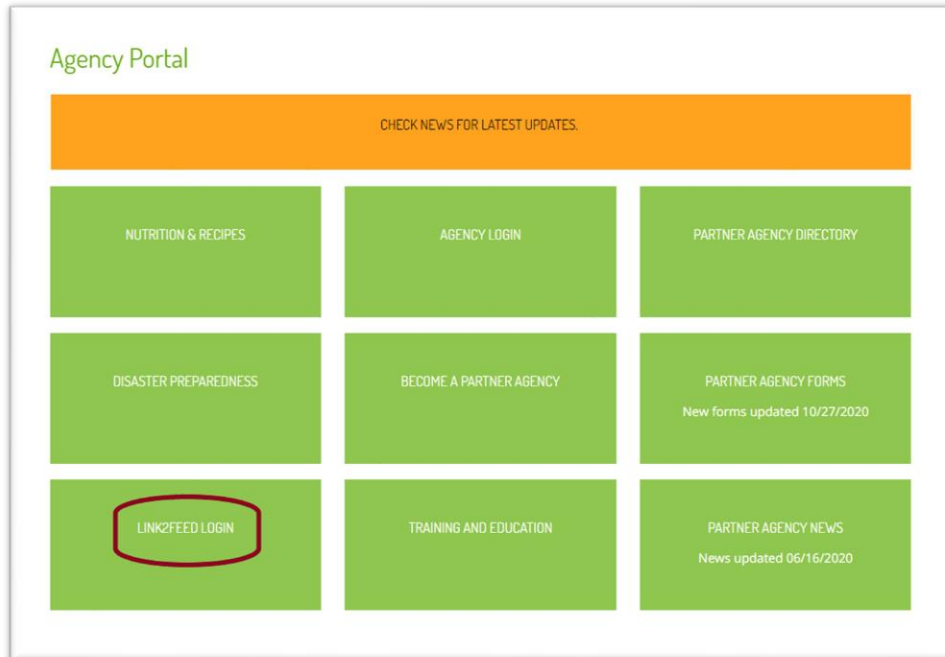 Agency Portal
CHECK NEWS FOR LATEST UPDATES.
NUTRITION & RECIPES
AGENCY LOGIN
PARTNER AGENCY DIRECTORY
DISASTER PREPAREDNESS
BECOME A PARTNER AGENCY
PARTNER AGENCY FORMS
New forms updated 10/27/2020
LINK2FEED LOGIN
TRAINING AND EDUCATION
PARTNER AGENCY NEWS
News updated 06/16/2020